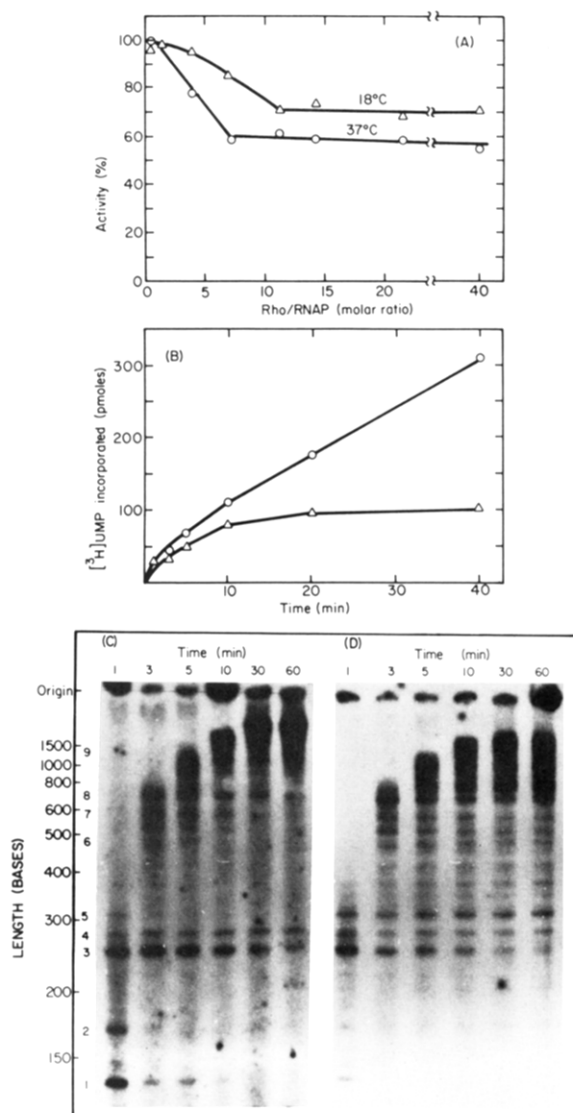 (A)
100
80
60
40
20
0
Activity (%)
18°C
37°C
0 5 10 15 20 40
Rho/RNAP (molar ratio)
(B)
300
200
100
[³H]UMP incorporated (pmoles)
0 10 20 30 40
Time (min)
(C) Time (min)
1 3 5 10 30 60
(D) Time (min)
1 3 5 10 30 60
Origin
1500
1000
800
600
500
400
300
200
150
LENGTH (BASES)
9
8
7
6
5
4
3
2
1